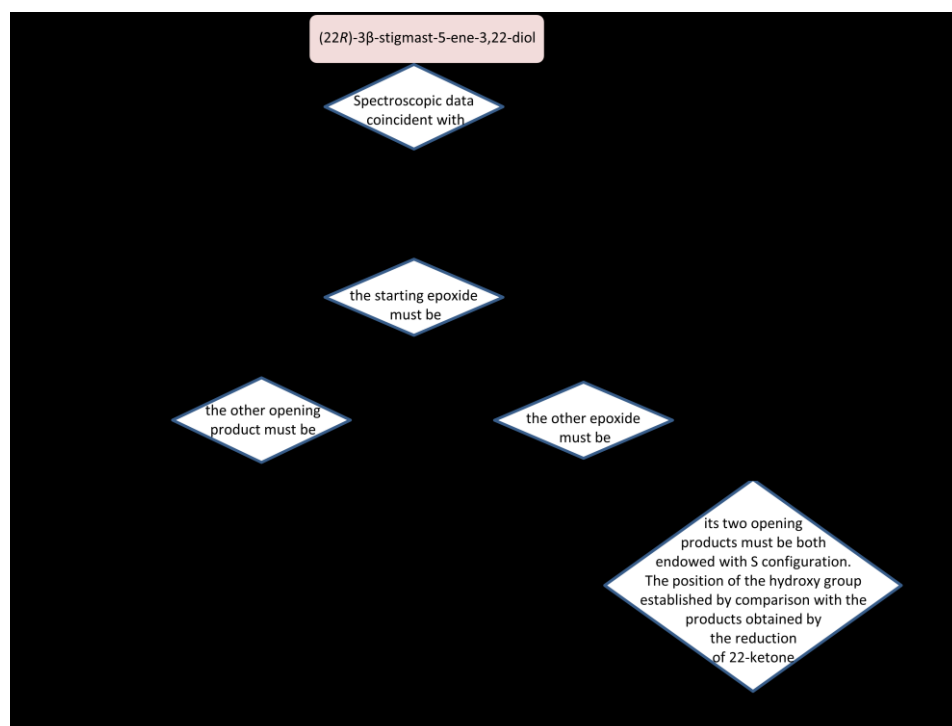 (22R)-3β-stigmast-5-ene-3,22-diol
Spectroscopic data
coincident with
the starting epoxide
must be
the other opening
product must be
the other epoxide
must be
its two opening
products must be both
endowed with S configuration.
The position of the hydroxy group
established by comparison with the
products obtained by
the reduction
of 22-ketone